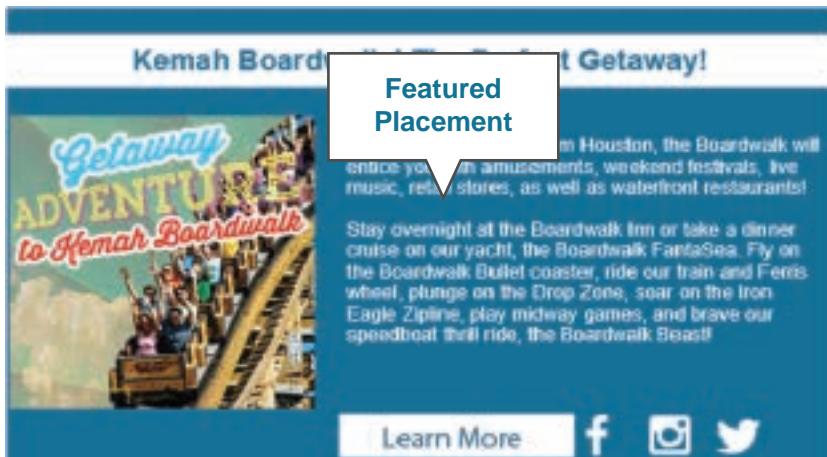 Kemah Board t Getaway!
Featured
Placement
Getaway
ADVENTURE
to Kemah Boardwalk
m Houston, the Boardwalk will
entice yo th amusements, weekend festivals, live
music, retail stores, as well as waterfront restaurants!
Stay overnight at the Boardwalk Inn or take a dinner
cruise on our yacht, the Boardwalk FantaSea. Fly on
the Boardwalk Bullet coaster, ride our train and Ferris
wheel, plunge on the Drop Zone, soar on the Iron
Eagle Zipline, play midway games, and brave our
speedboat thrill ride, the Boardwalk Beast!
Learn More